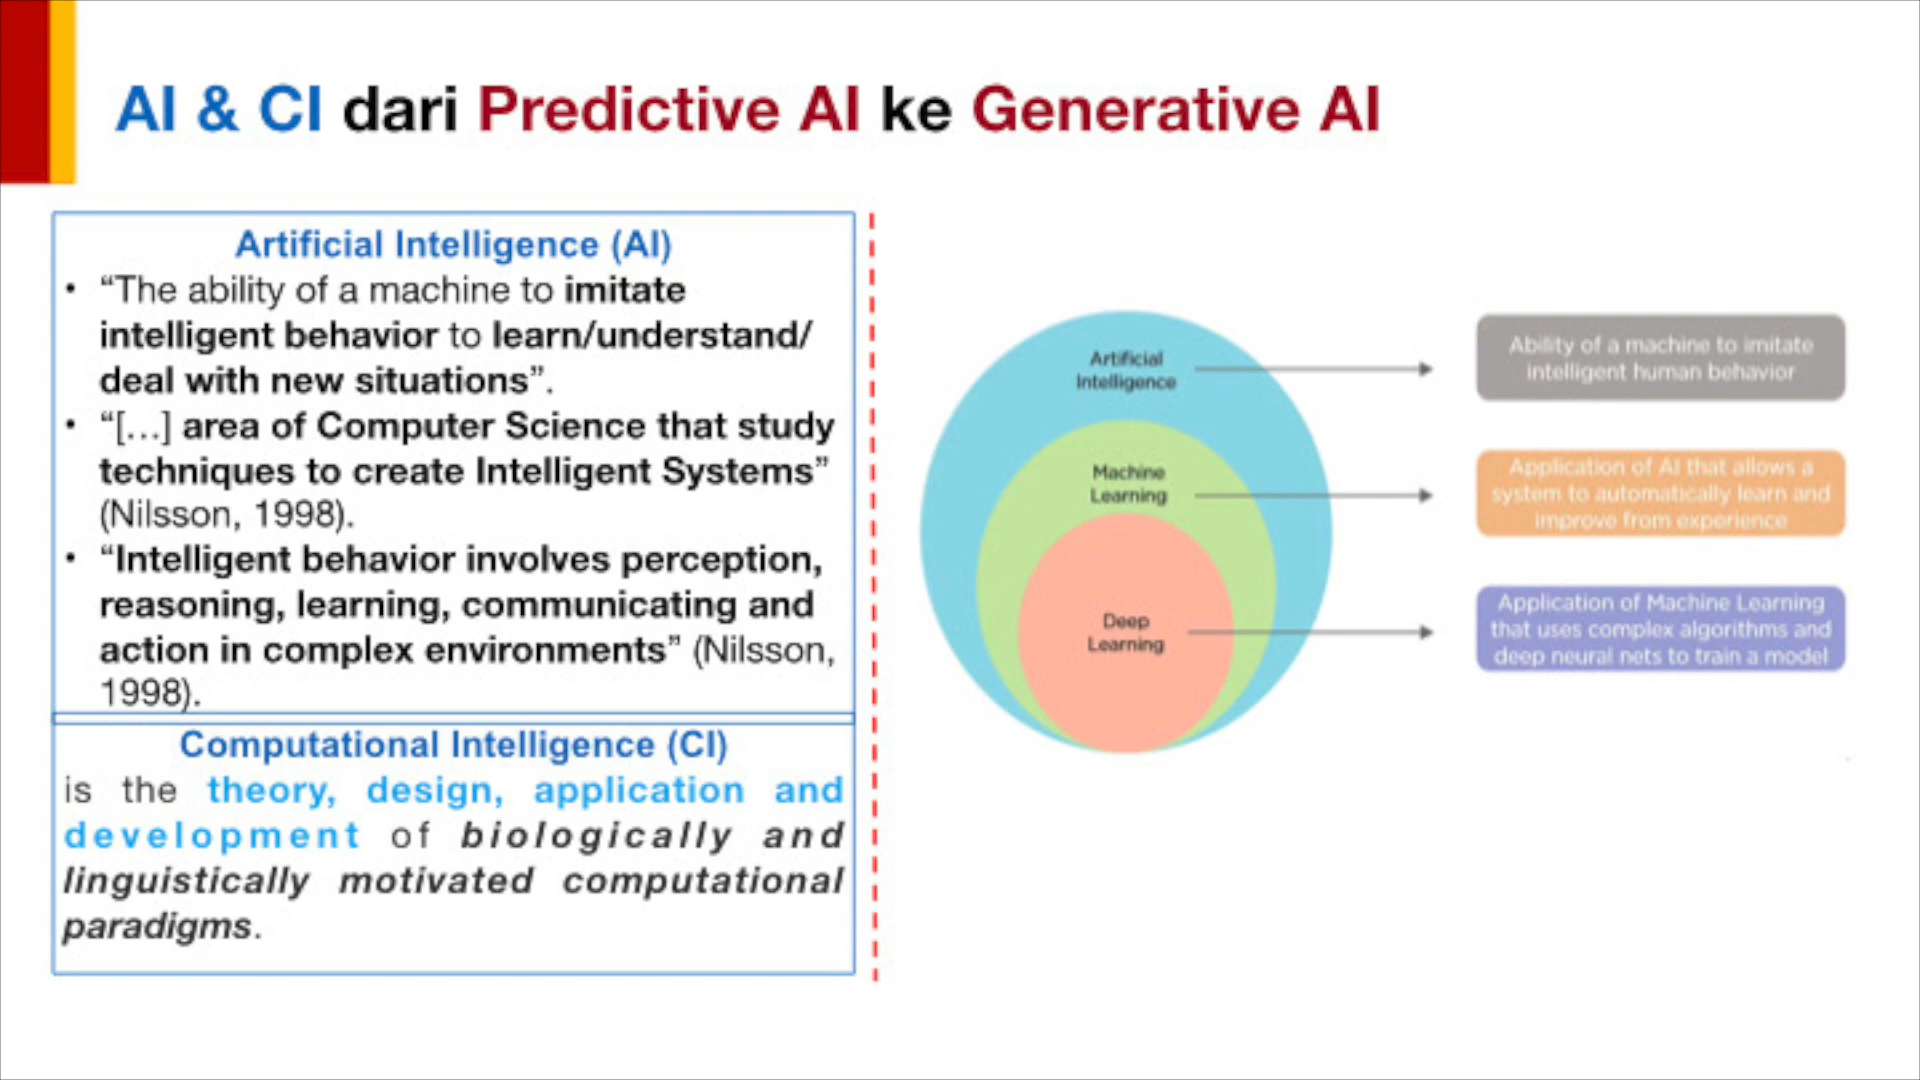 AI & CI dari Predictive AI ke Generative AI
Artificial Intelligence (AI)
• “The ability of a machine to imitate
intelligent behavior to learn/understand/
deal with new situations”.
• “[…] area of Computer Science that study
techniques to create Intelligent Systems”
(Nilsson, 1998).
• “Intelligent behavior involves perception,
reasoning, learning, communicating and
action in complex environments” (Nilsson,
1998).
Computational Intelligence (CI)
is the theory, design, application and
development of biologically and
linguistically motivated computational
paradigms.
Artificial
Intelligence
Ability of a machine to imitate
intelligent human behavior
Machine
Learning
Application of AI that allows a
system to automatically learn and
improve from experience
Deep
Learning
Application of Machine Learning
that uses complex algorithms and
deep neural nets to train a model